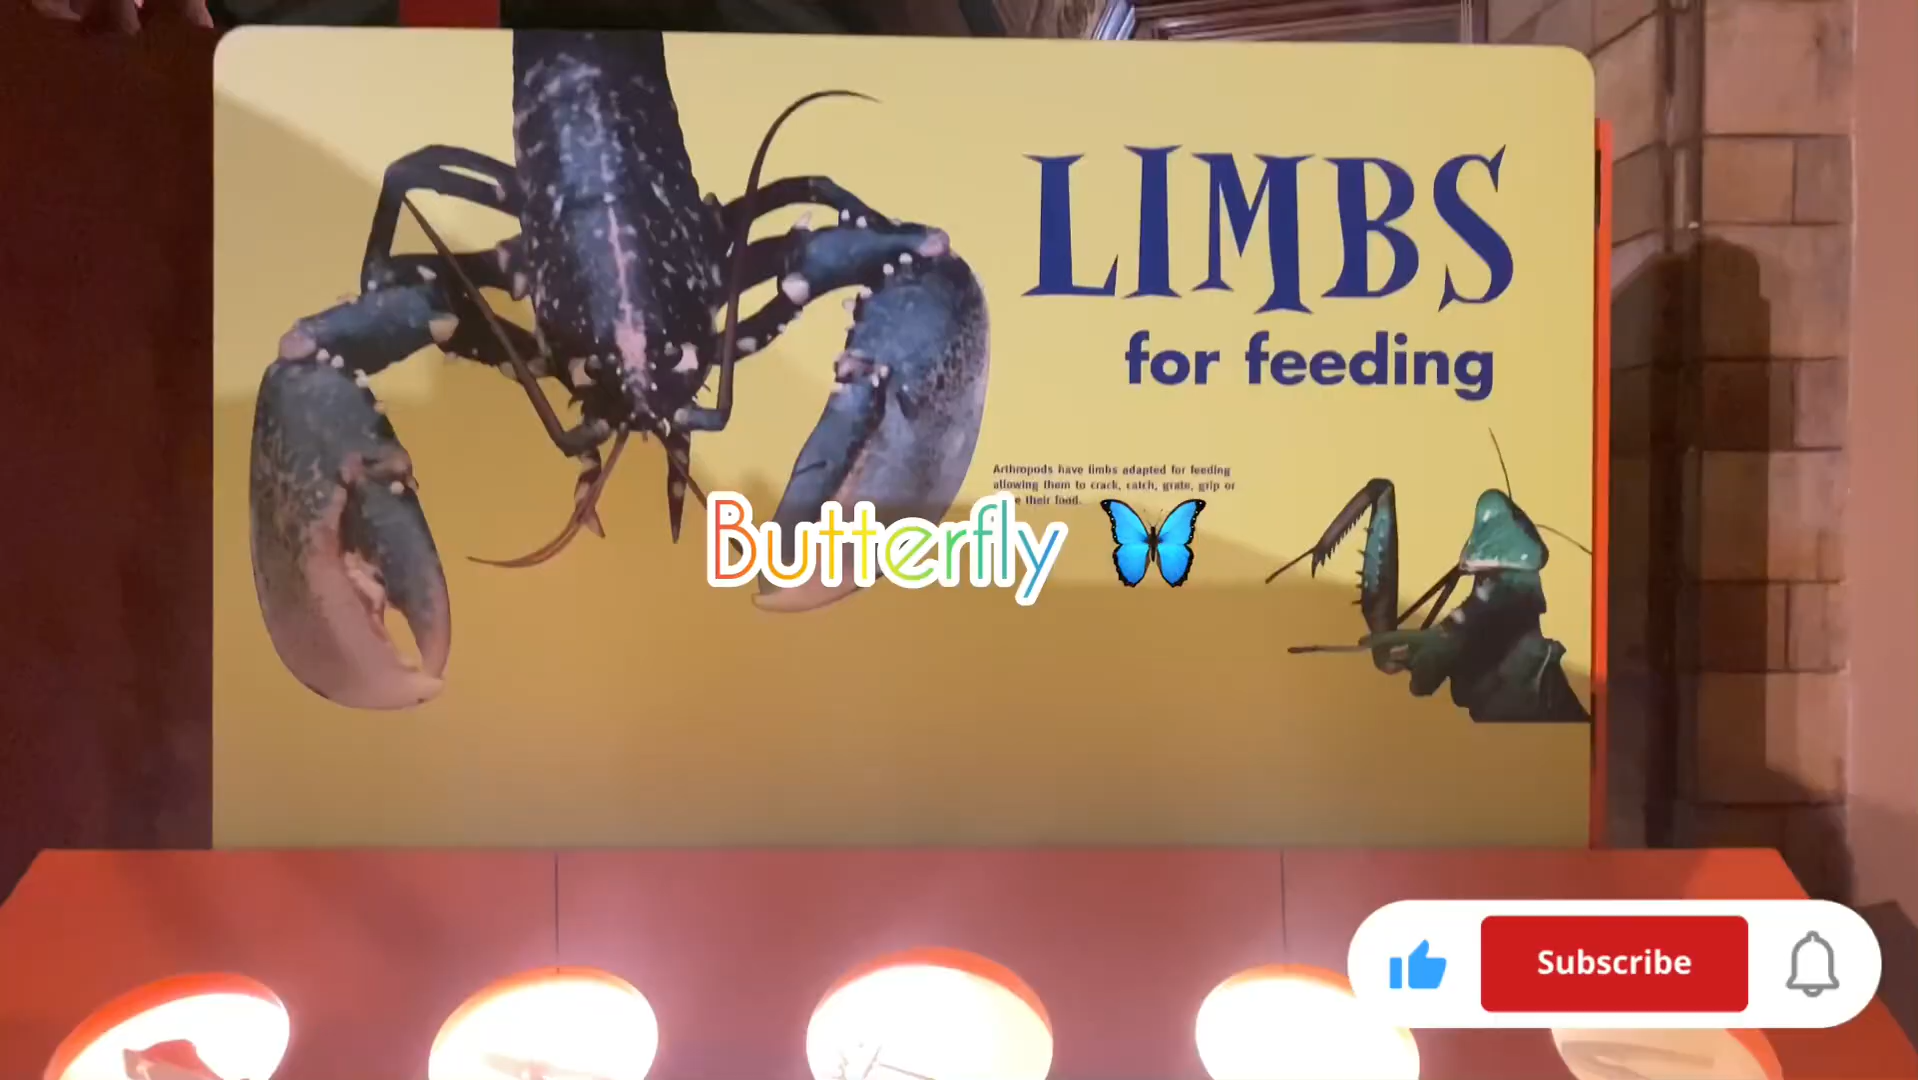 LIMBS
for feeding
Arthropods have limbs adapted for feeding
allowing them to crack, catch, grate, grip or
their food.
Butterfly 🦋
Subscribe